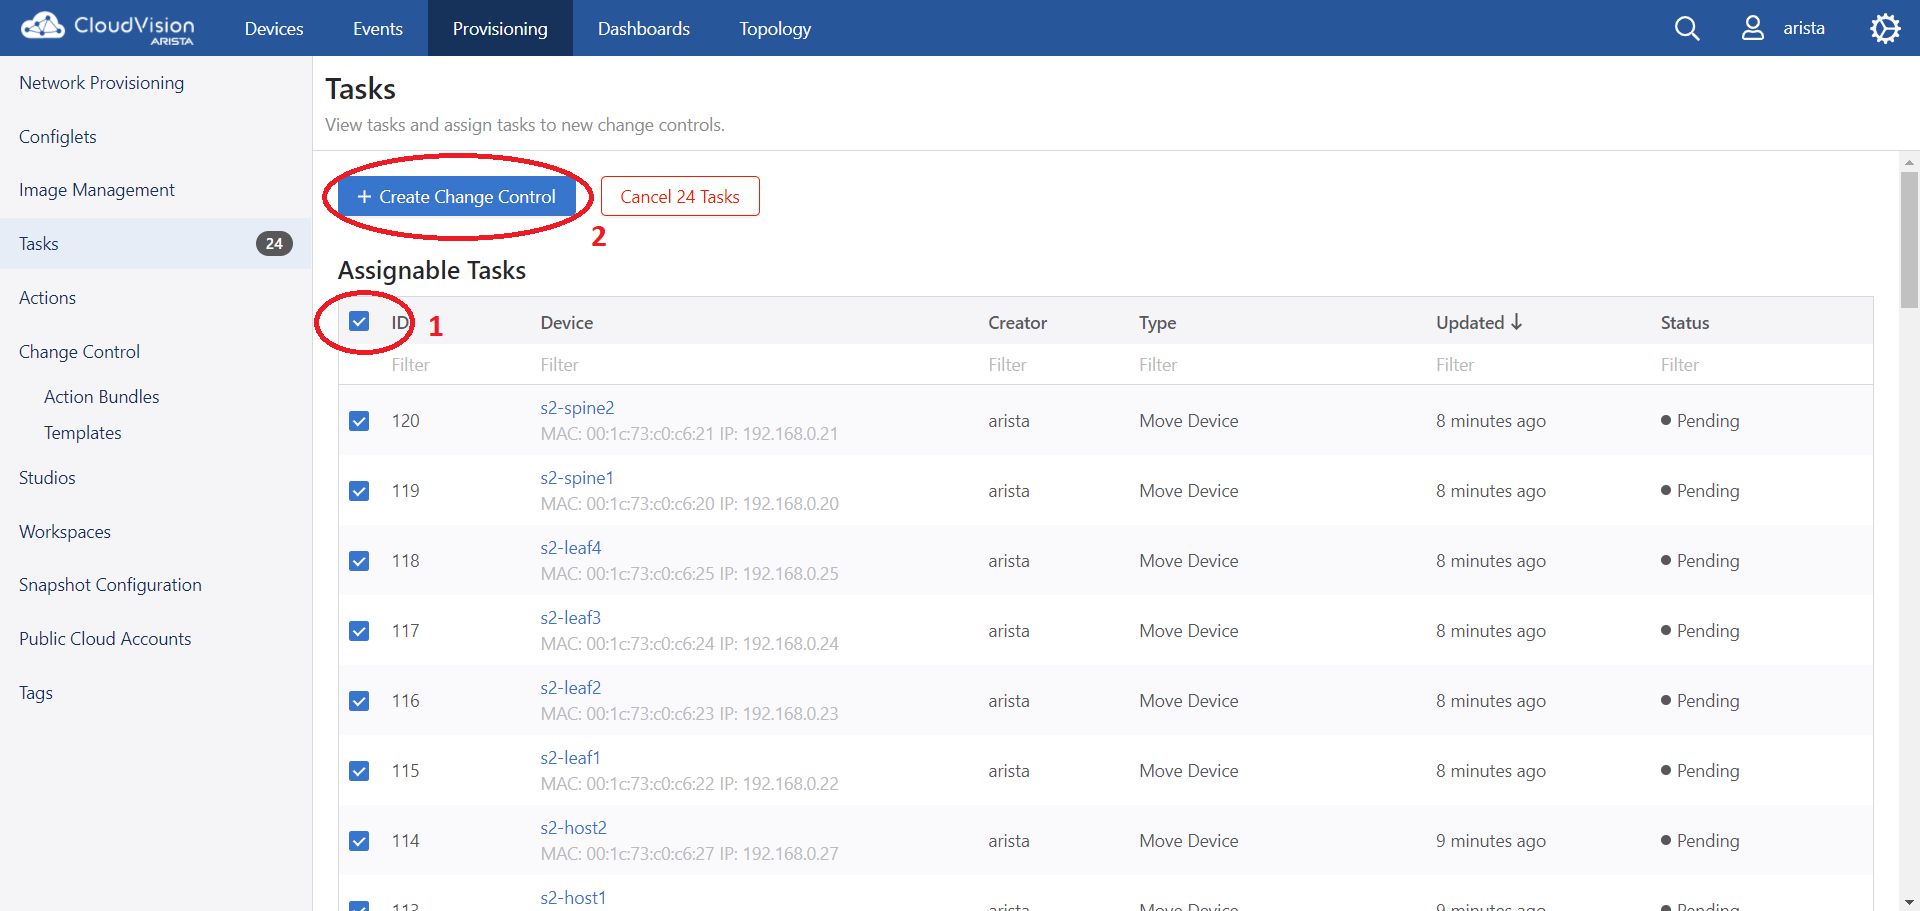 CloudVision
ARISTA
Devices
Events
Provisioning
Dashboards
Topology
arista
Network Provisioning
Configlets
Image Management
Tasks
24
Actions
Change Control
Action Bundles
Templates
Studios
Workspaces
Snapshot Configuration
Public Cloud Accounts
Tags
Tasks
View tasks and assign tasks to new change controls.
+ Create Change Control
Cancel 24 Tasks
2
Assignable Tasks
ID Device Creator Type Updated ↓ Status
1
Filter Filter Filter Filter Filter Filter
120 s2-spine2 arista Move Device 8 minutes ago Pending
MAC: 00:1c:73:c0:c6:21 IP: 192.168.0.21
119 s2-spine1 arista Move Device 8 minutes ago Pending
MAC: 00:1c:73:c0:c6:20 IP: 192.168.0.20
118 s2-leaf4 arista Move Device 8 minutes ago Pending
MAC: 00:1c:73:c0:c6:25 IP: 192.168.0.25
117 s2-leaf3 arista Move Device 8 minutes ago Pending
MAC: 00:1c:73:c0:c6:24 IP: 192.168.0.24
116 s2-leaf2 arista Move Device 8 minutes ago Pending
MAC: 00:1c:73:c0:c6:23 IP: 192.168.0.23
115 s2-leaf1 arista Move Device 8 minutes ago Pending
MAC: 00:1c:73:c0:c6:22 IP: 192.168.0.22
114 s2-host2 arista Move Device 9 minutes ago Pending
MAC: 00:1c:73:c0:c6:27 IP: 192.168.0.27
113 s2-host1 arista Move Device 9 minutes ago Pending